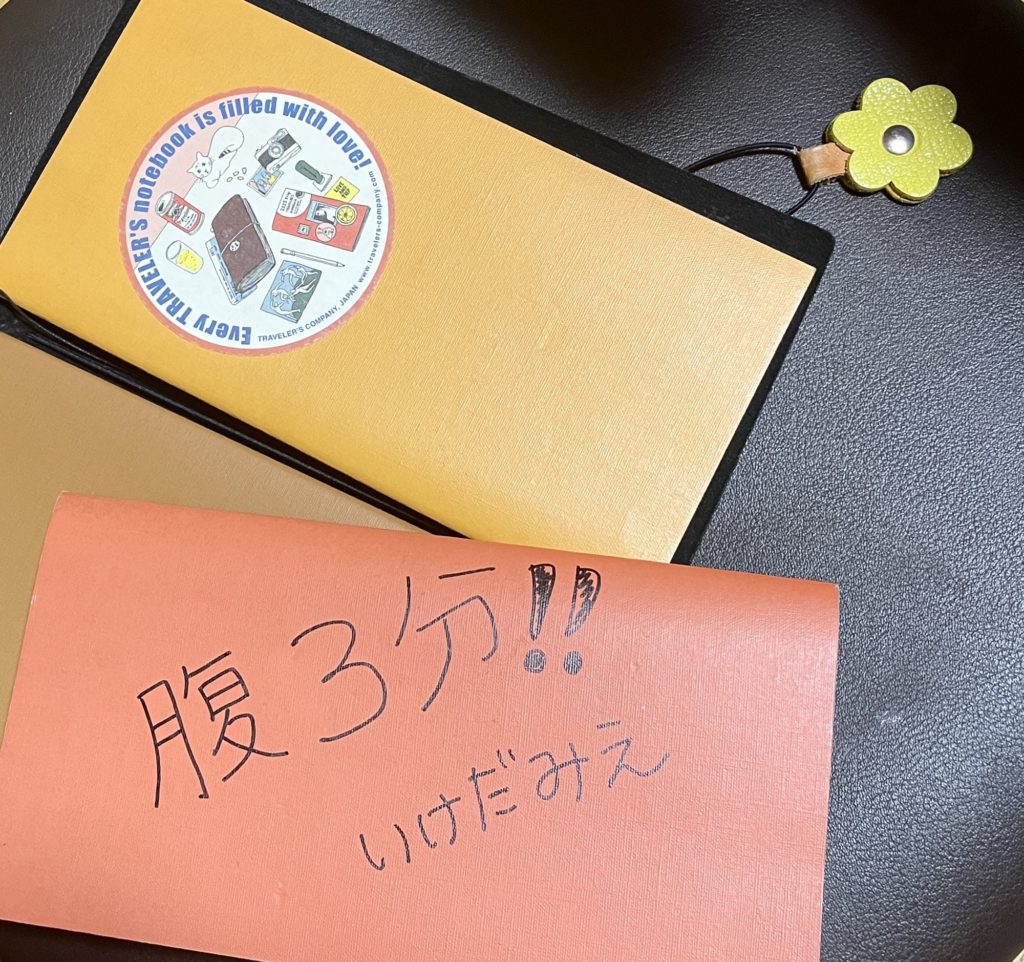 Every TRAVELER'S notebook is filled with love!
TRAVELER'S COMPANY, JAPAN www.travelers-company.com
腹3分!!
いけだみえ